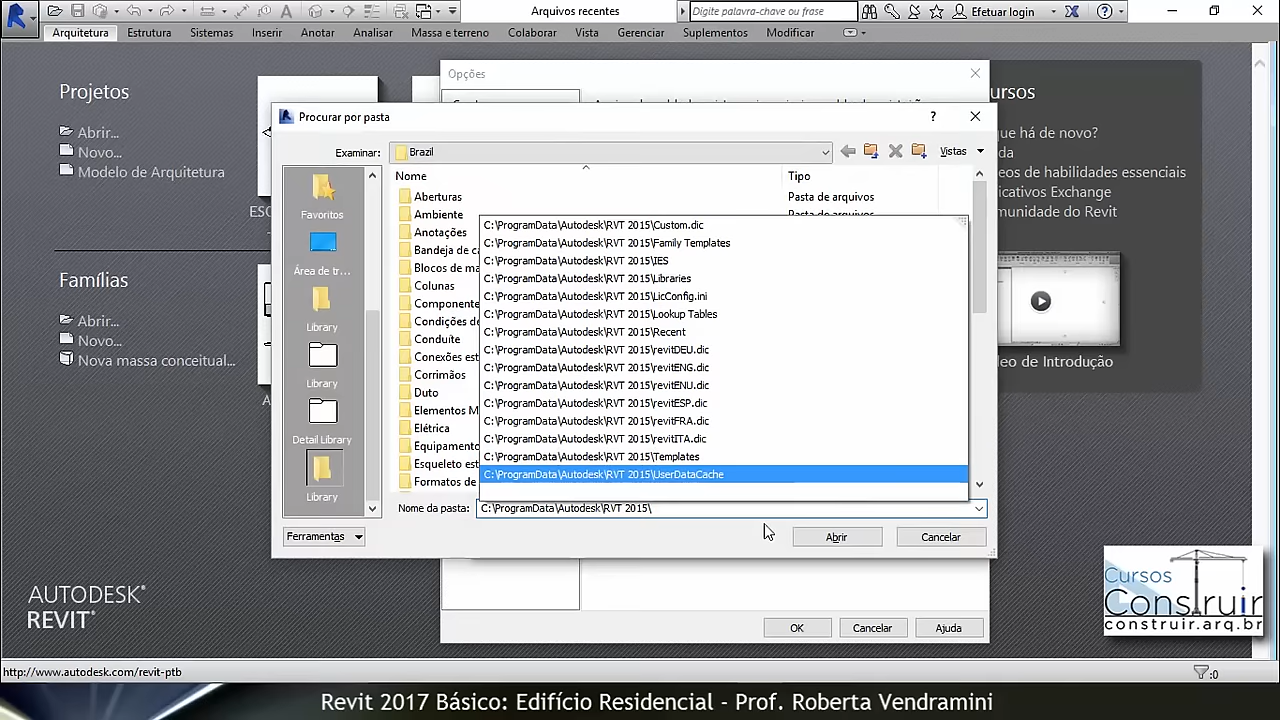 Arquivos recentes
Digite palavra-chave ou frase
Efetuar login
Arquitetura Estrutura Sistemas Inserir Anotar Analisar Massa e terreno Colaborar Vista Gerenciar Suplementos Modificar
Projetos
Abrir...
Novo...
Modelo de Arquitetura
Famílias
Abrir...
Novo...
Nova massa conceitual...
AUTODESK®
REVIT®
Opções
Procurar por pasta
Examinar:
Brazil
Vistas
Favoritos
Área de tr...
Library
Library
Detail Library
Library
Nome
Tipo
Aberturas
Pasta de arquivos
Ambiente
Pasta de arquivos
Anotações
Bandeja de ca
Blocos de ma
Colunas
Componente
Condições de
Conduíte
Conexões est
Corrimãos
Duto
Elementos M
Elétrica
Equipamento
Esqueleto est
Formatos de
C:\ProgramData\Autodesk\RVT 2015\Custom.dic
C:\ProgramData\Autodesk\RVT 2015\Family Templates
C:\ProgramData\Autodesk\RVT 2015\IES
C:\ProgramData\Autodesk\RVT 2015\Libraries
C:\ProgramData\Autodesk\RVT 2015\LicConfig.ini
C:\ProgramData\Autodesk\RVT 2015\Lookup Tables
C:\ProgramData\Autodesk\RVT 2015\Recent
C:\ProgramData\Autodesk\RVT 2015\revitDEU.dic
C:\ProgramData\Autodesk\RVT 2015\revitENG.dic
C:\ProgramData\Autodesk\RVT 2015\revitENU.dic
C:\ProgramData\Autodesk\RVT 2015\revitESP.dic
C:\ProgramData\Autodesk\RVT 2015\revitFRA.dic
C:\ProgramData\Autodesk\RVT 2015\revitITA.dic
C:\ProgramData\Autodesk\RVT 2015\Templates
C:\ProgramData\Autodesk\RVT 2015\UserDataCache
Nome da pasta:
C:\ProgramData\Autodesk\RVT 2015\
Ferramentas
Abrir
Cancelar
OK
Cancelar
Ajuda
ursos
que há de novo?
da
eos de habilidades essenciais
icativos Exchange
munidade do Revit
eo de Introdução
Cursos
Construir
construir.arq.br
http://www.autodesk.com/revit-ptb
:0
Revit 2017 Básico: Edifício Residencial - Prof. Roberta Vendramini